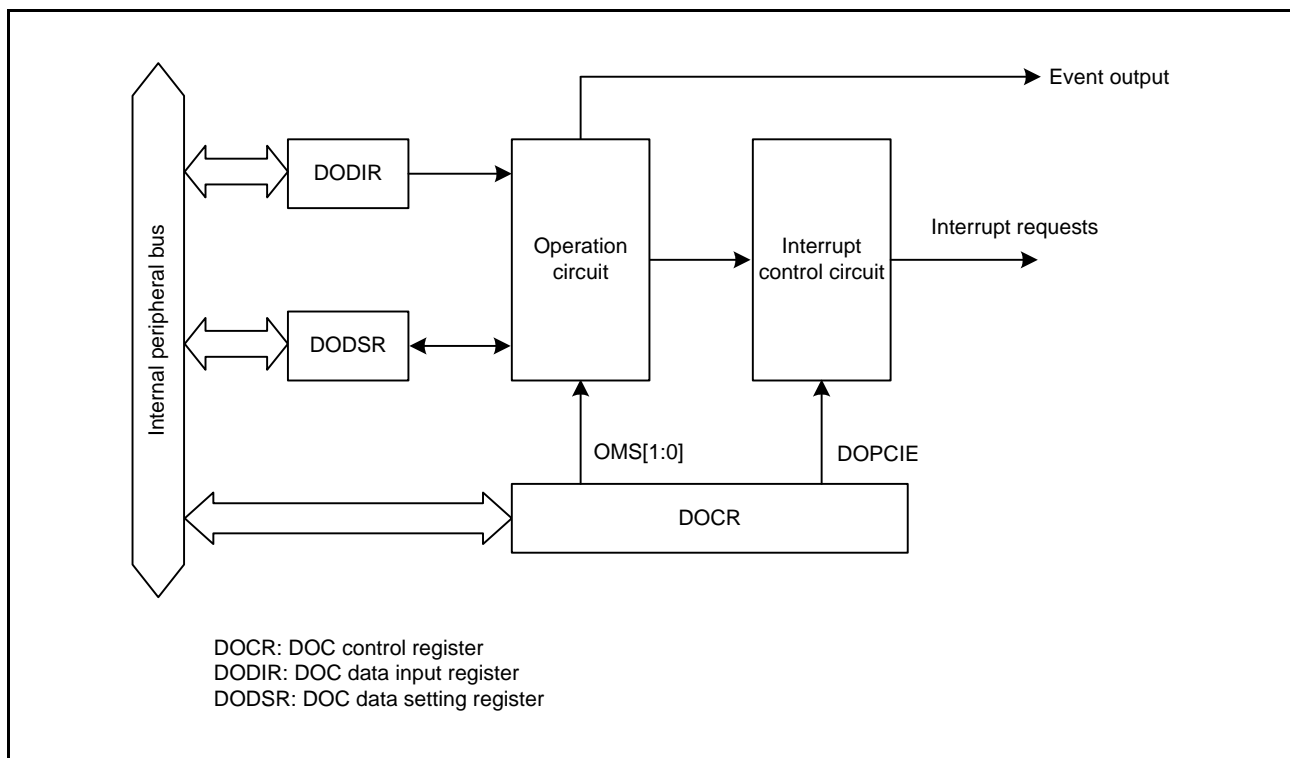 Event output
DODIR
Internal peripheral bus
Operation
circuit
Interrupt
control circuit
Interrupt requests
DODSR
OMS[1:0]
DOPCIE
DOCR
DOCR: DOC control register
DODIR: DOC data input register
DODSR: DOC data setting register